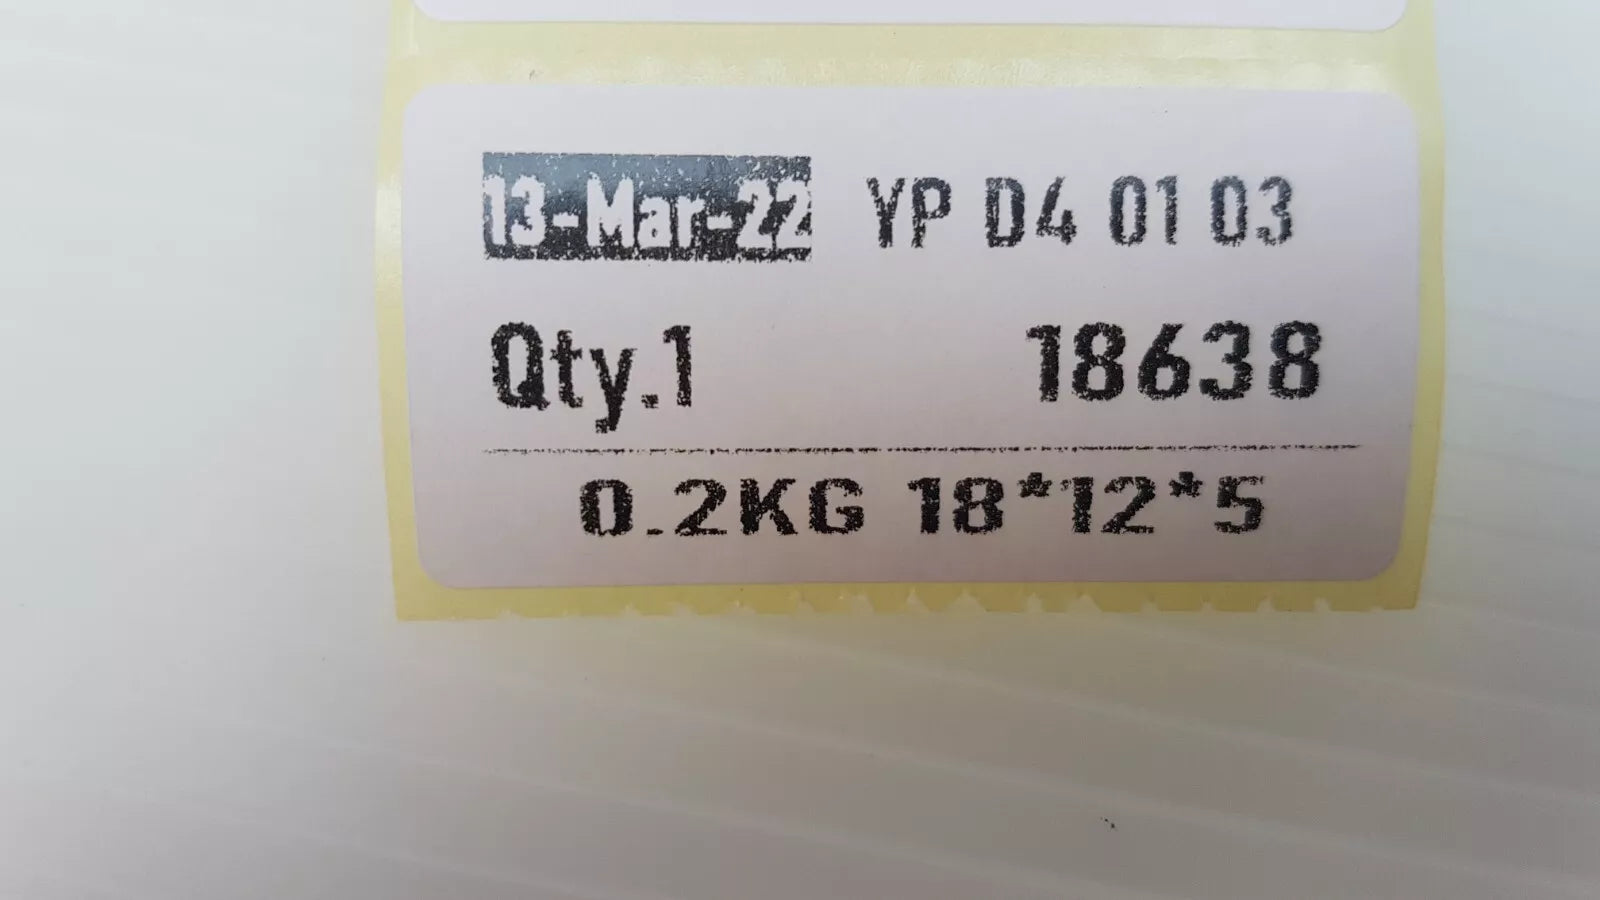 13-Mar-22 YP D4 01 03
Qty.1 18638
0.2KG 18*12*5